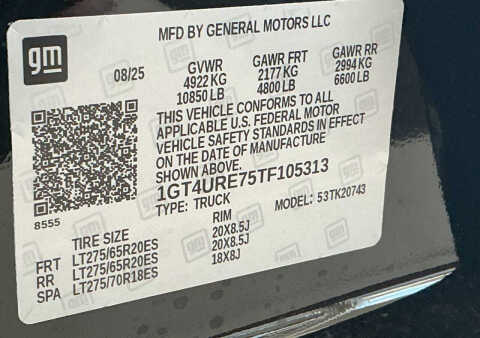 gm
MFD BY GENERAL MOTORS LLC
08/25
GVWR GAWR FRT GAWR RR
4922 KG 2177 KG 2994 KG
10850 LB 4800 LB 6600 LB
THIS VEHICLE CONFORMS TO ALL
APPLICABLE U.S. FEDERAL MOTOR
VEHICLE SAFETY STANDARDS IN EFFECT
ON THE DATE OF MANUFACTURE
SHOWN ABOVE.
1GT4URE75TF105313
TYPE: TRUCK MODEL: 53TK20743
8555
TIRE SIZE RIM
FRT LT275/65R20ES 20X8.5J
RR LT275/65R20ES 20X8.5J
SPA LT275/70R18ES 18X8J